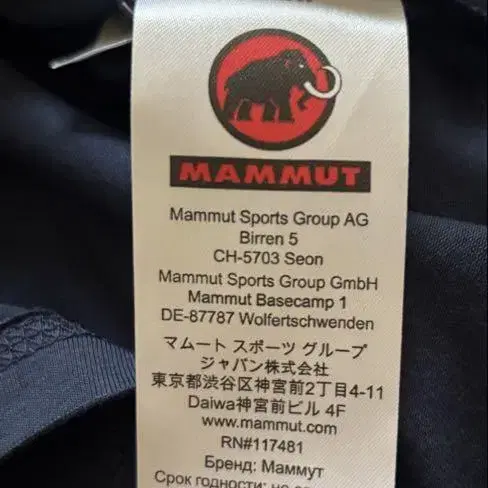 MAMMUT
Mammut Sports Group AG
Birren 5
CH-5703 Seon
Mammut Sports Group GmbH
Mammut Basecamp 1
DE-87787 Wolfertschwenden
マムート スポーツ グループ
ジャパン株式会社
東京都渋谷区神宮前2丁目4-11
Daiwa神宮前ビル 4F
www.mammut.com
RN#117481
Бренд: Маммут
Срок годности: не